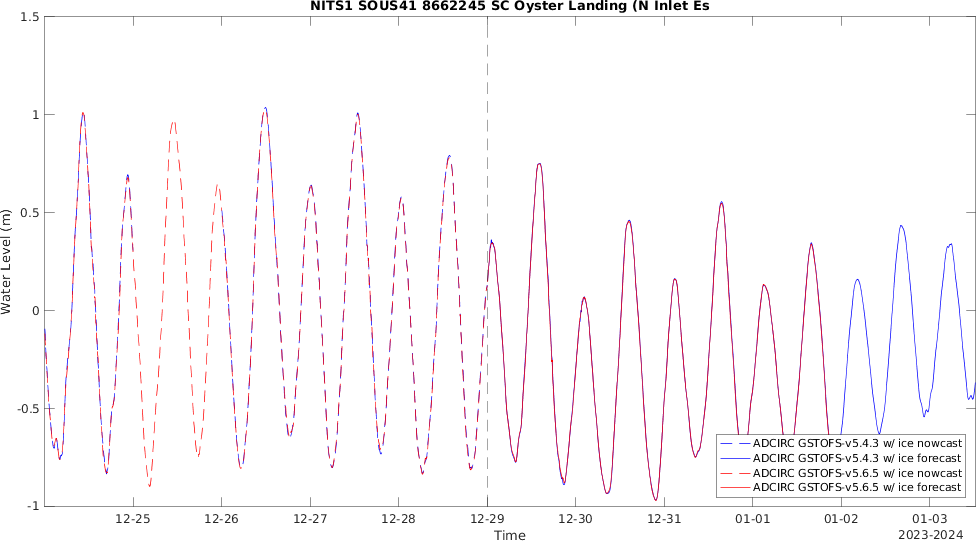 NITS1 SOUS41 8662245 SC Oyster Landing (N Inlet Es
1.5
1
0.5
0
-0.5
-1
Water Level (m)
12-25 12-26 12-27 12-28 12-29 12-30 12-31 01-01 01-02 01-03
Time
2023-2024
ADCIRC GSTOFS-v5.4.3 w/ ice nowcast
ADCIRC GSTOFS-v5.4.3 w/ ice forecast
ADCIRC GSTOFS-v5.6.5 w/ ice nowcast
ADCIRC GSTOFS-v5.6.5 w/ ice forecast